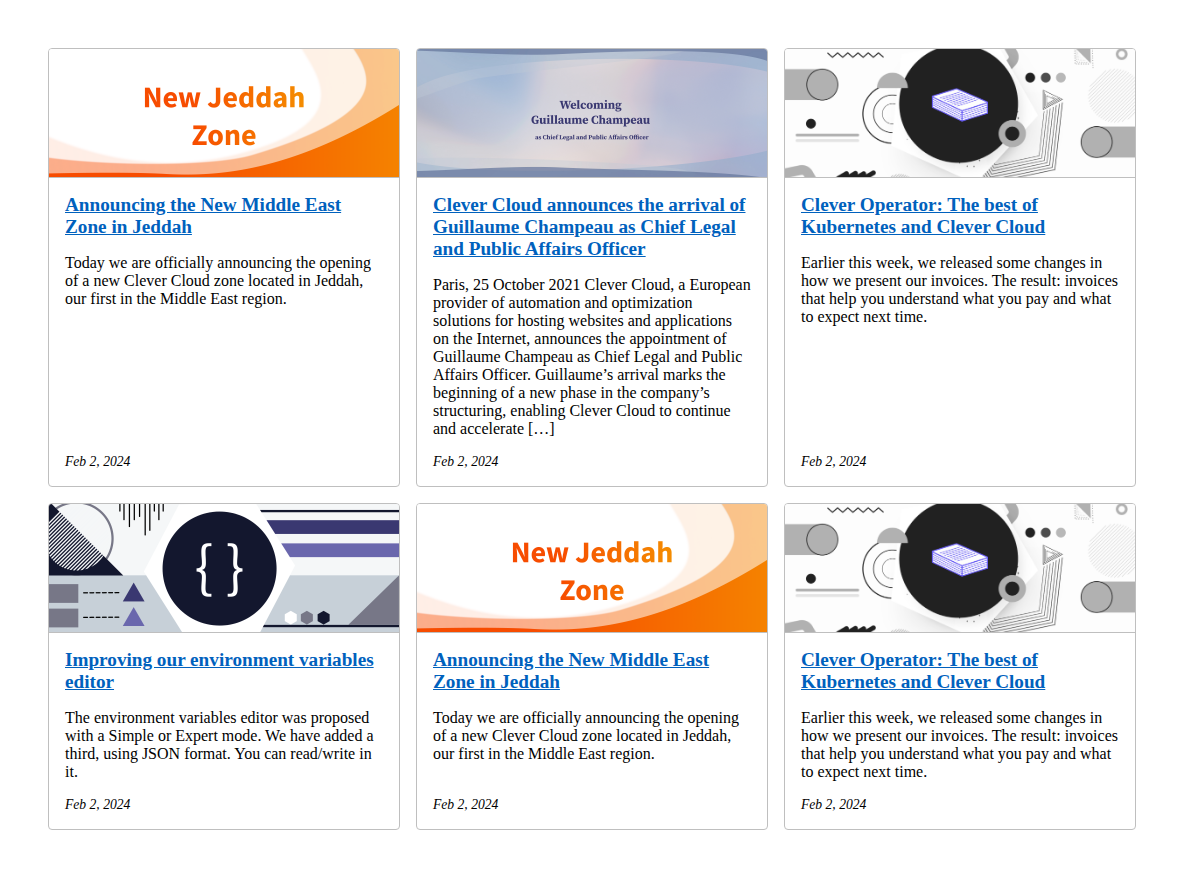 New Jeddah
Zone
Announcing the New Middle East
Zone in Jeddah
Today we are officially announcing the opening
of a new Clever Cloud zone located in Jeddah,
our first in the Middle East region.
Feb 2, 2024
Welcoming
Guillaume Champeau
as Chief Legal and Public Affairs Officer
Clever Cloud announces the arrival of
Guillaume Champeau as Chief Legal
and Public Affairs Officer
Paris, 25 October 2021 Clever Cloud, a European
provider of automation and optimization
solutions for hosting websites and applications
on the Internet, announces the appointment of
Guillaume Champeau as Chief Legal and Public
Affairs Officer. Guillaume’s arrival marks the
beginning of a new phase in the company’s
structuring, enabling Clever Cloud to continue
and accelerate […]
Feb 2, 2024
Clever Operator: The best of
Kubernetes and Clever Cloud
Earlier this week, we released some changes in
how we present our invoices. The result: invoices
that help you understand what you pay and what
to expect next time.
Feb 2, 2024
{ }
Improving our environment variables
editor
The environment variables editor was proposed
with a Simple or Expert mode. We have added a
third, using JSON format. You can read/write in
it.
Feb 2, 2024
New Jeddah
Zone
Announcing the New Middle East
Zone in Jeddah
Today we are officially announcing the opening
of a new Clever Cloud zone located in Jeddah,
our first in the Middle East region.
Feb 2, 2024
Clever Operator: The best of
Kubernetes and Clever Cloud
Earlier this week, we released some changes in
how we present our invoices. The result: invoices
that help you understand what you pay and what
to expect next time.
Feb 2, 2024